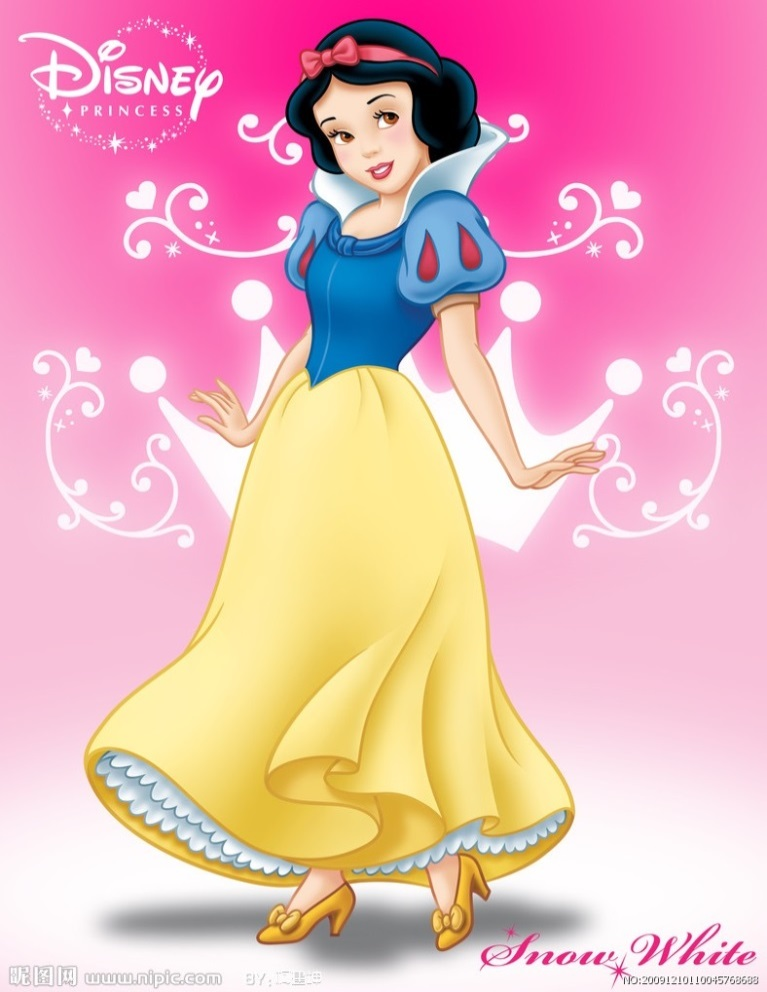 Disney
PRINCESS
Snow White
昵图网 www.nipic.com BY:
NO:20091210110045768688